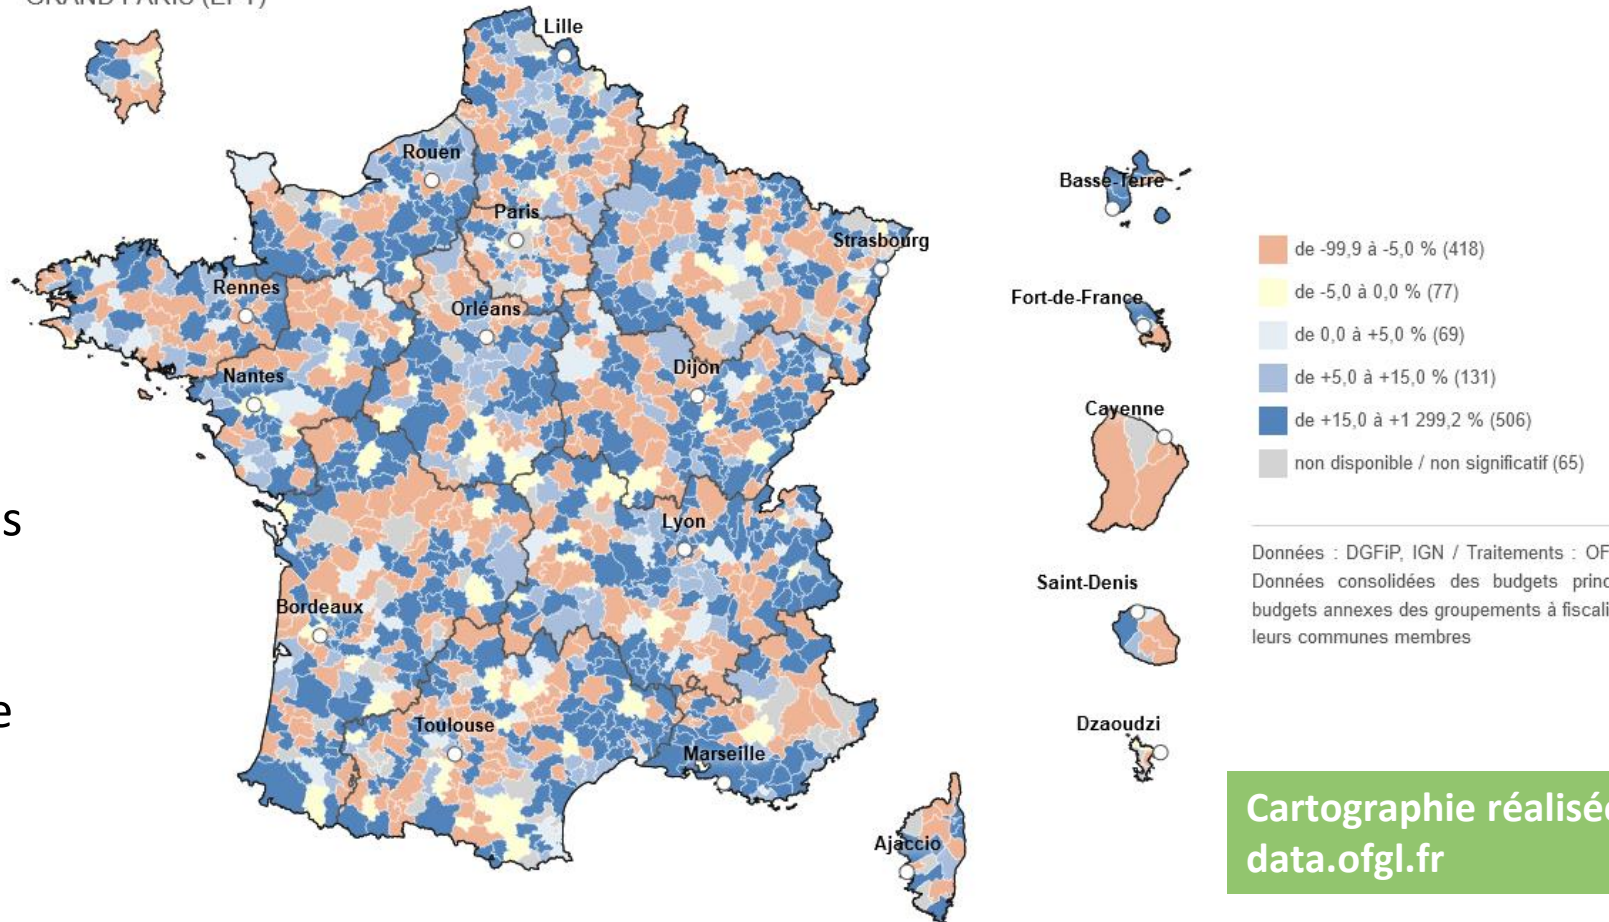 GRAND PARIS (EPT)
Lille
Rouen
Paris
Strasbourg
Rennes
Orléans
Nantes
Dijon
Lyon
Bordeaux
Toulouse
Marseille
Ajaccio
s
e
Basse-Terre
Fort-de-France
Cayenne
Saint-Denis
Dzaoudzi
de -99,9 à -5,0 % (418)
de -5,0 à 0,0 % (77)
de 0,0 à +5,0 % (69)
de +5,0 à +15,0 % (131)
de +15,0 à +1 299,2 % (506)
non disponible / non significatif (65)
Données : DGFiP, IGN / Traitements : OF
Données consolidées des budgets princ
budgets annexes des groupements à fiscali
leurs communes membres
Cartographie réalisée
data.ofgl.fr